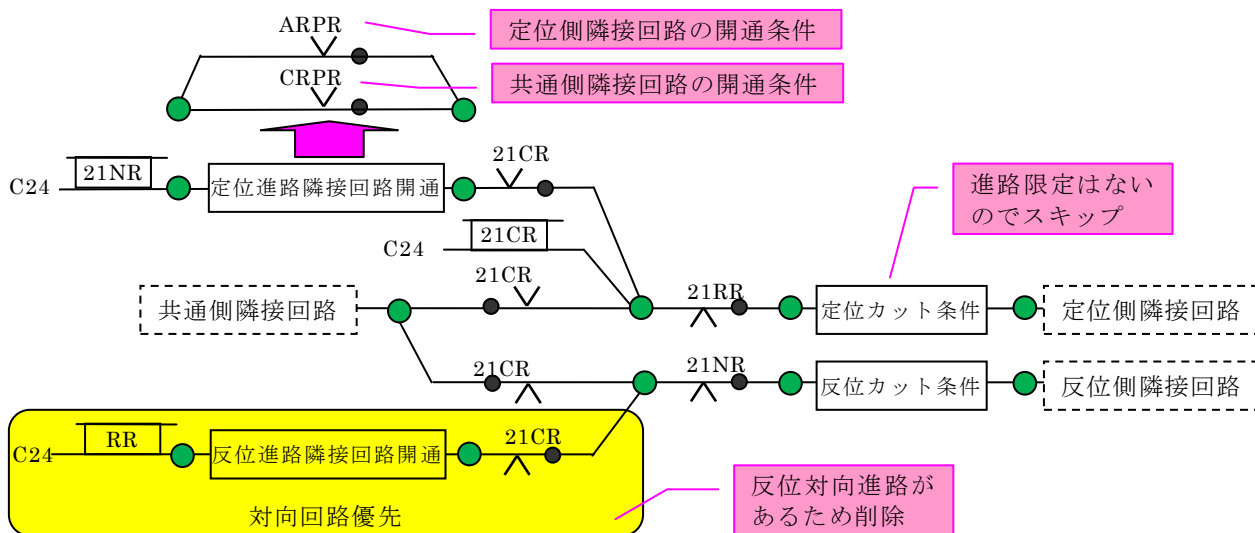 ARPR
定位側隣接回路の開通条件
CRPR
共通側隣接回路の開通条件
21CR
21NR
C24
定位進路隣接回路開通
進路限定はない
のでスキップ
21CR
C24
21CR
21RR
共通側隣接回路
定位カット条件
定位側隣接回路
21CR
21NR
反位カット条件
反位側隣接回路
RR
21CR
C24
反位進路隣接回路開通
対向回路優先
反位対向進路が
あるため削除